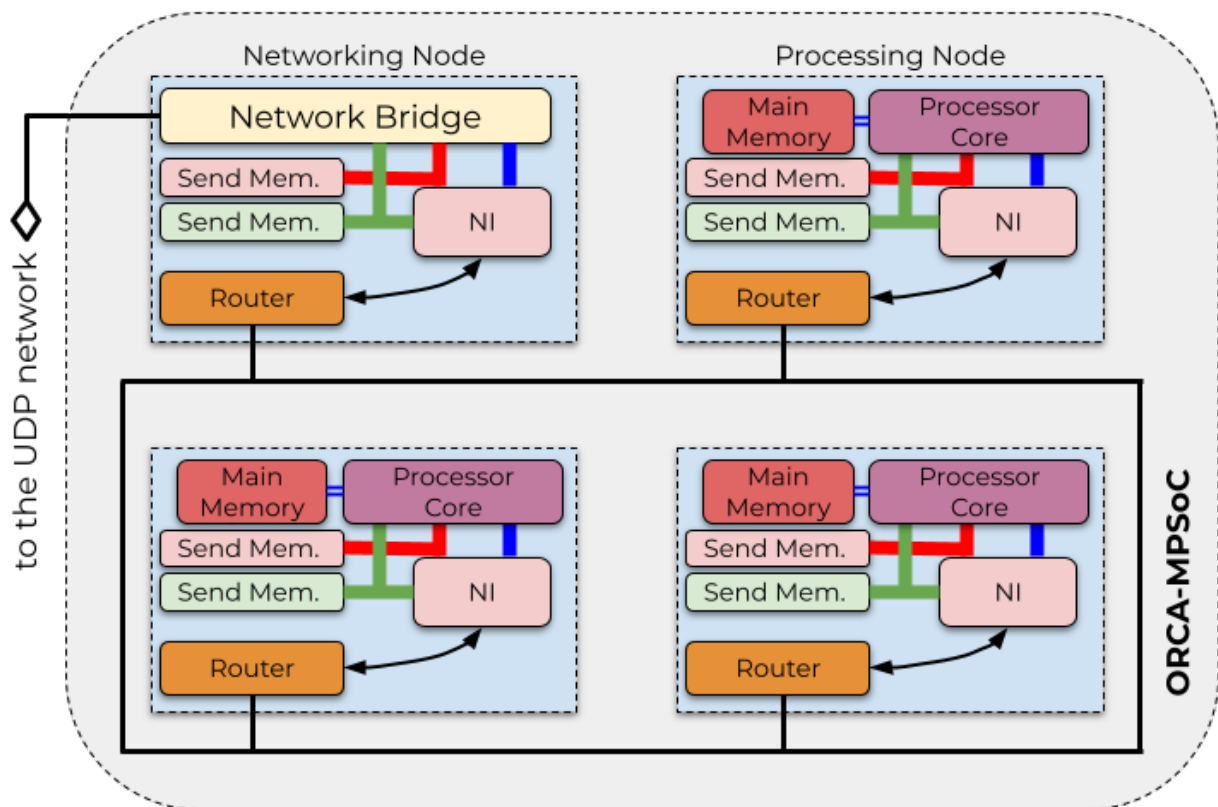 Networking Node
Processing Node
Network Bridge
Send Mem.
Send Mem.
NI
Router
Main
Memory
Processor
Core
Send Mem.
Send Mem.
NI
Router
to the UDP network
Main
Memory
Processor
Core
Send Mem.
Send Mem.
NI
Router
Main
Memory
Processor
Core
Send Mem.
Send Mem.
NI
Router
ORCA-MPSoC